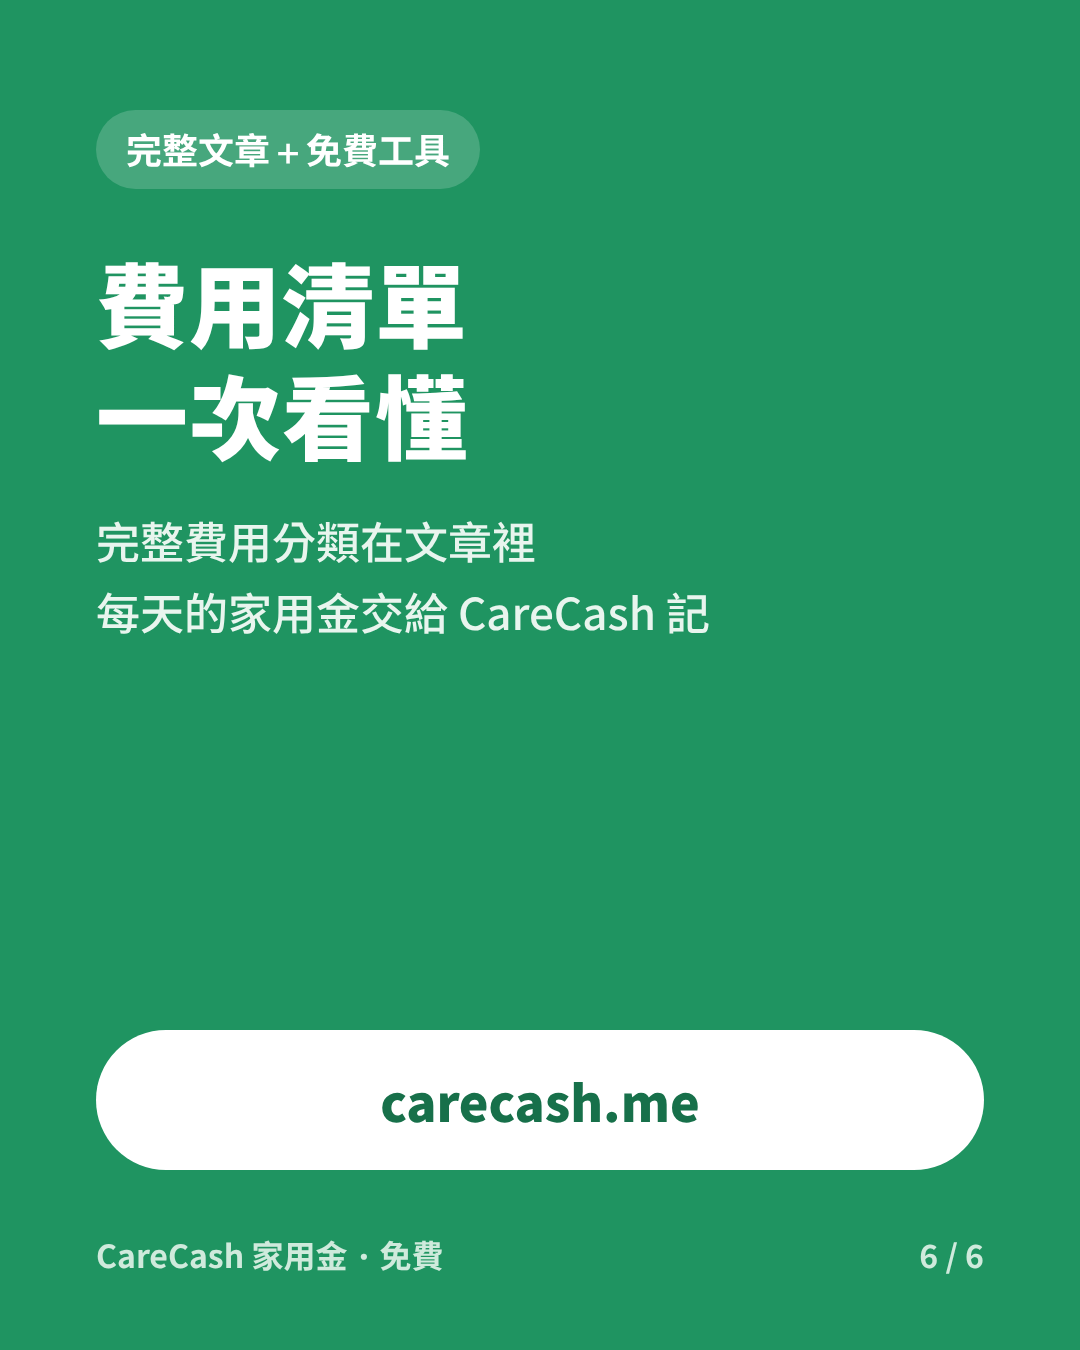 完整文章 + 免費工具
費用清單
一次看懂
完整費用分類在文章裡
每天的家用金交給 CareCash 記
carecash.me
CareCash 家用金 · 免費
6 / 6